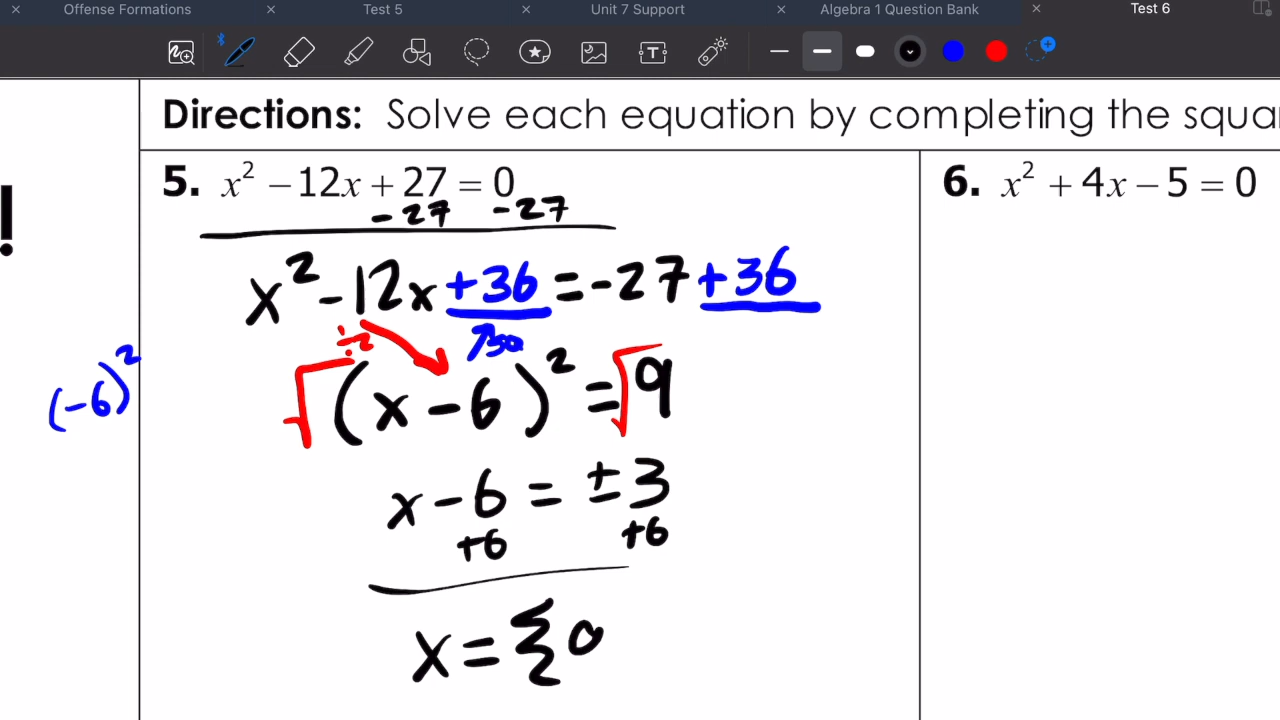 Offense Formations Test 5 Unit 7 Support Algebra 1 Question Bank Test 6
Directions: Solve each equation by completing the squa
!
5. x² − 12x + 27 = 0
6. x² + 4x − 5 = 0
-27 -27
x² - 12x +36 = -27 +36
÷2
(-6)²
√(x - 6)² = √9
x - 6 = ±3
+6 +6
x = {